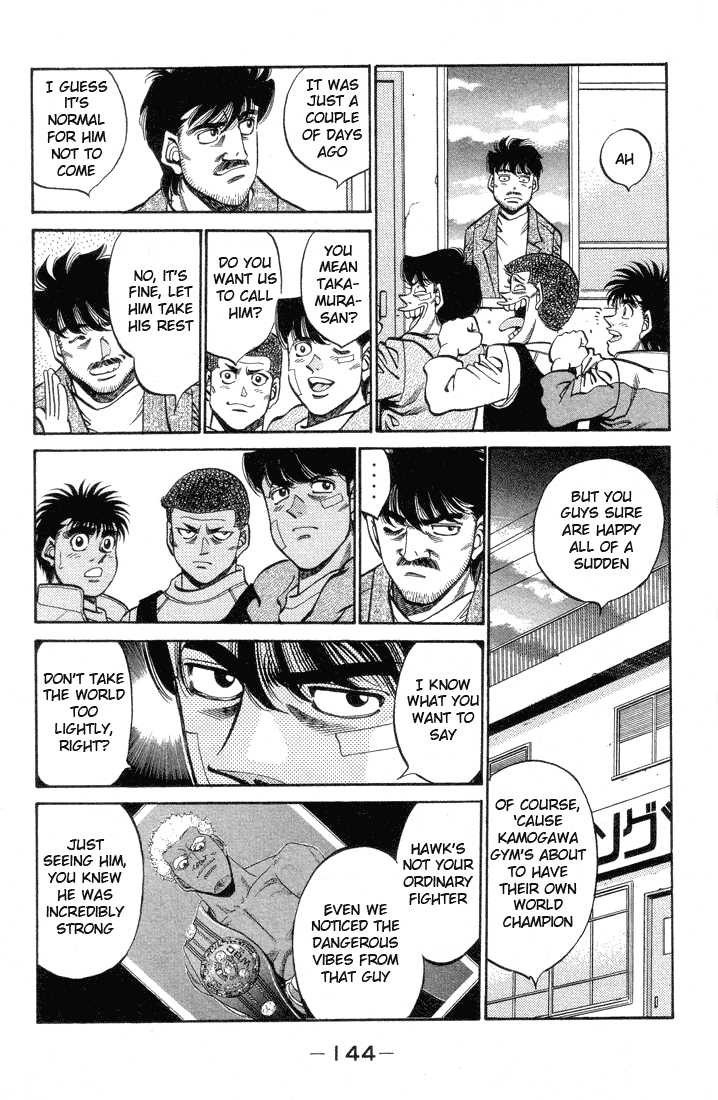 AH
IT WAS
JUST A
COUPLE
OF DAYS
AGO
I GUESS
IT'S
NORMAL
FOR HIM
NOT TO
COME
YOU
MEAN
TAKA-
MURA-
SAN?
DO YOU
WANT US
TO CALL
HIM?
NO, IT'S
FINE, LET
HIM TAKE
HIS REST
BUT YOU
GUYS SURE
ARE HAPPY
ALL OF A
SUDDEN
ング
OF COURSE,
'CAUSE
KAMOGAWA
GYM'S ABOUT
TO HAVE
THEIR OWN
WORLD
CHAMPION
....
I KNOW
WHAT YOU
WANT TO
SAY
DON'T TAKE
THE WORLD
TOO
LIGHTLY,
RIGHT?
HAWK'S
NOT YOUR
ORDINARY
FIGHTER
EVEN WE
NOTICED THE
DANGEROUS
VIBES FROM
THAT GUY
JUST
SEEING HIM,
YOU KNEW
HE WAS
INCREDIBLY
STRONG
—144—